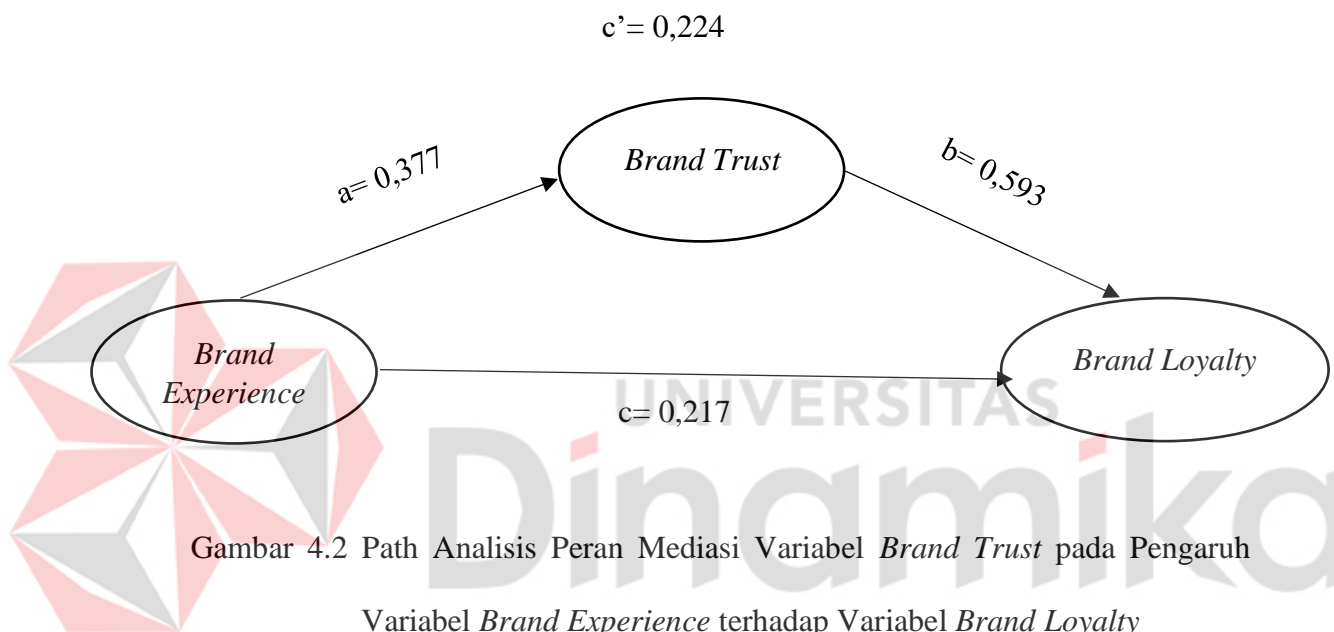 c’= 0,224
a= 0,377
Brand Trust
b= 0,593
Brand
Experience
Brand Loyalty
c= 0,217
UNIVERSITAS
Dinamika
Gambar 4.2 Path Analisis Peran Mediasi Variabel Brand Trust pada Pengaruh
Variabel Brand Experience terhadap Variabel Brand Loyalty